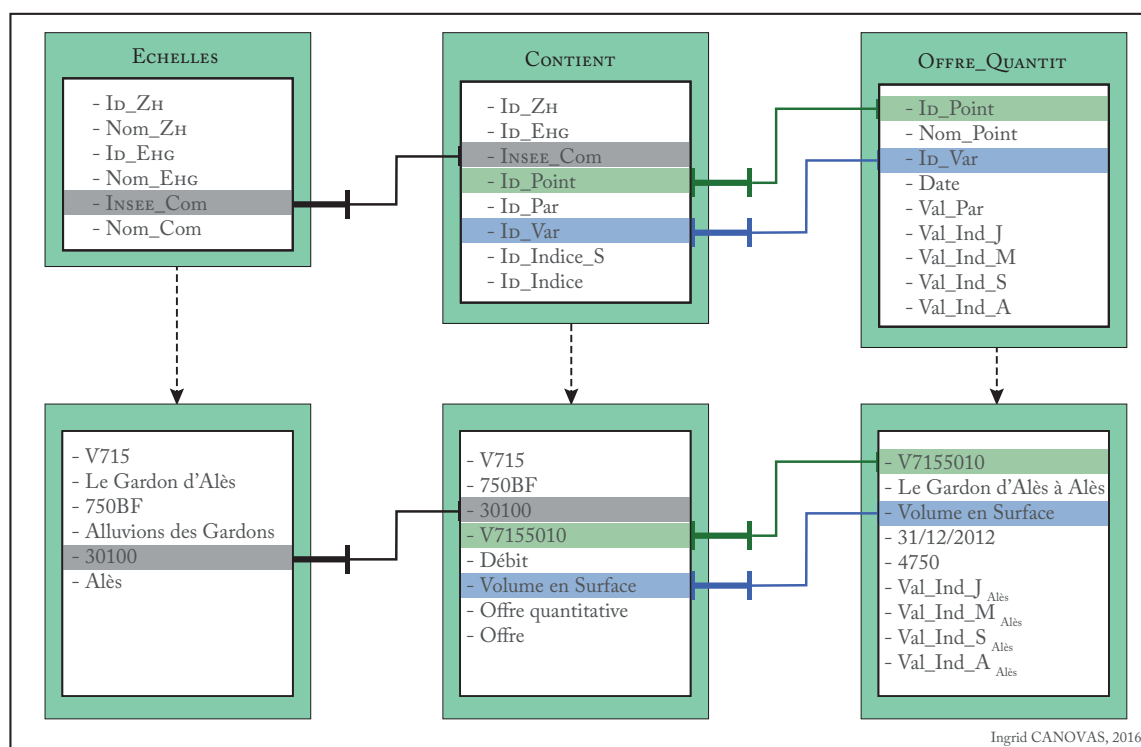 Echelles
- Id_Zh
- Nom_Zh
- Id_Ehg
- Nom_Ehg
- Insee_Com
- Nom_Com
Contient
- Id_Zh
- Id_Ehg
- Insee_Com
- Id_Point
- Id_Par
- Id_Var
- Id_Indice_S
- Id_Indice
Offre_Quantit
- Id_Point
- Nom_Point
- Id_Var
- Date
- Val_Par
- Val_Ind_J
- Val_Ind_M
- Val_Ind_S
- Val_Ind_A
- V715
- Le Gardon d'Alès
- 750BF
- Alluvions des Gardons
- 30100
- Alès
- V715
- 750BF
- 30100
- V7155010
- Débit
- Volume en Surface
- Offre quantitative
- Offre
- V7155010
- Le Gardon d'Alès à Alès
- Volume en Surface
- 31/12/2012
- 4750
- Val_Ind_J Alès
- Val_Ind_M Alès
- Val_Ind_S Alès
- Val_Ind_A Alès
Ingrid CANOVAS, 2016